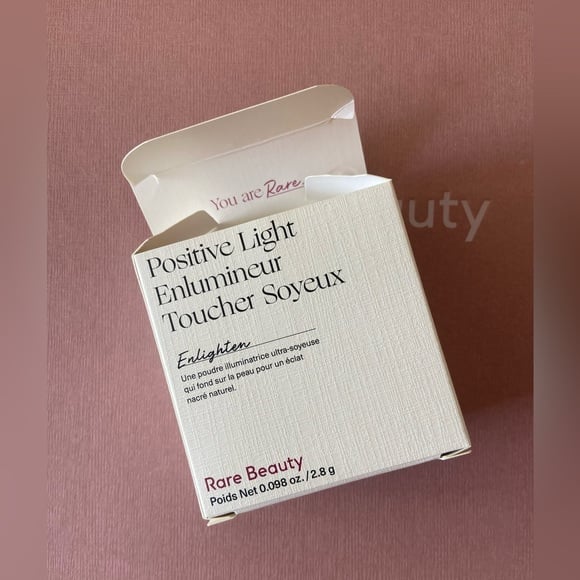 You are Rare.
Positive Light
Enlumineur
Toucher Soyeux
Enlighten
Une poudre illuminatrice ultra-soyeuse
qui fond sur la peau pour un éclat
nacré naturel.
Rare Beauty
Poids Net 0.098 oz. / 2.8 g